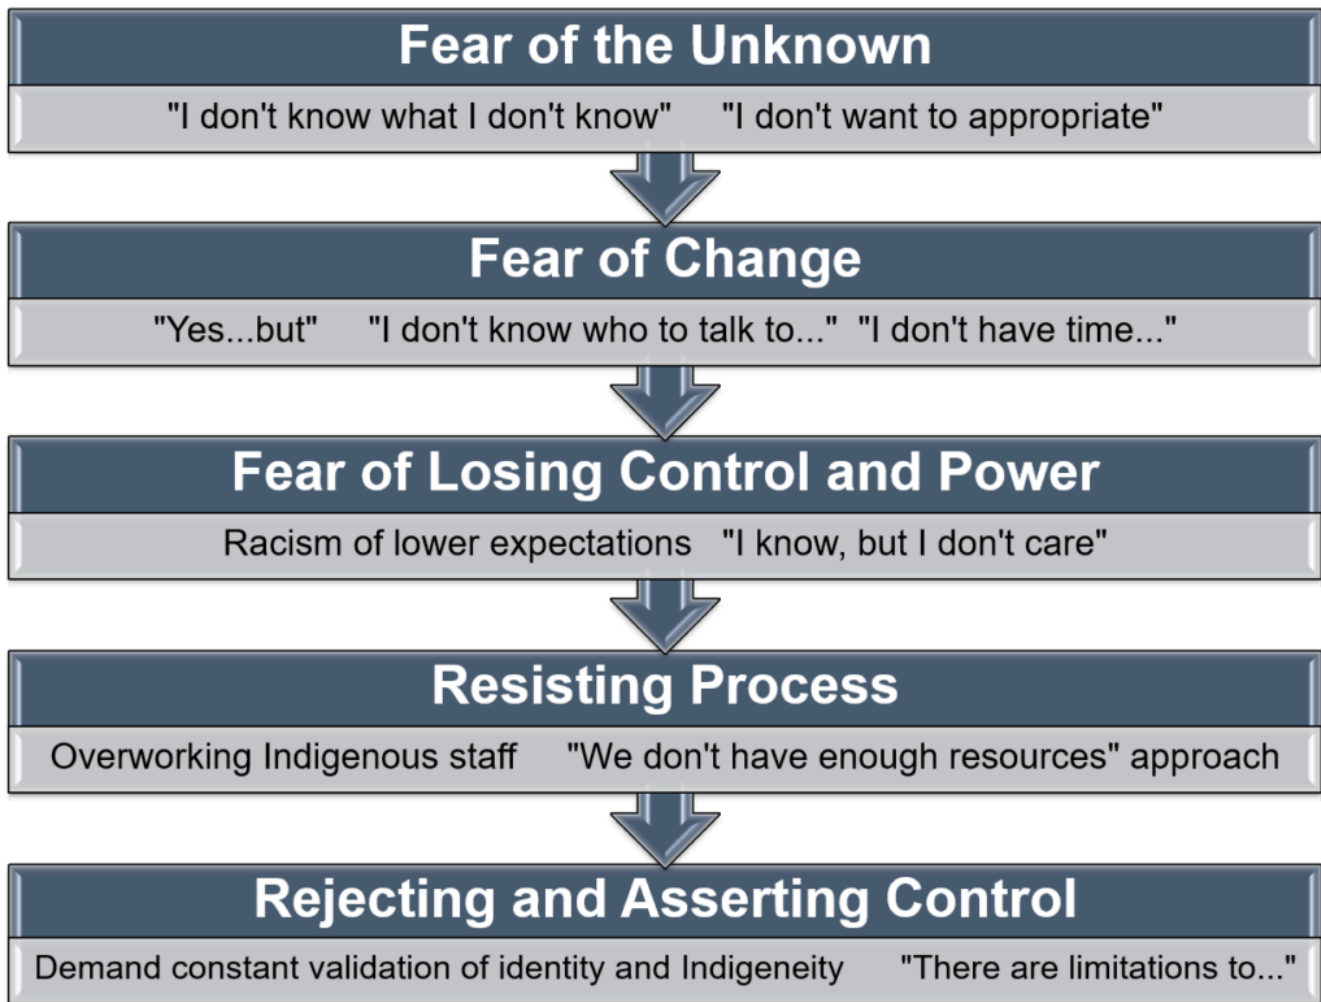 Fear of the Unknown
"I don't know what I don't know" "I don't want to appropriate"
Fear of Change
"Yes...but" "I don't know who to talk to..." "I don't have time..."
Fear of Losing Control and Power
Racism of lower expectations "I know, but I don't care"
Resisting Process
Overworking Indigenous staff "We don't have enough resources" approach
Rejecting and Asserting Control
Demand constant validation of identity and Indigeneity "There are limitations to..."